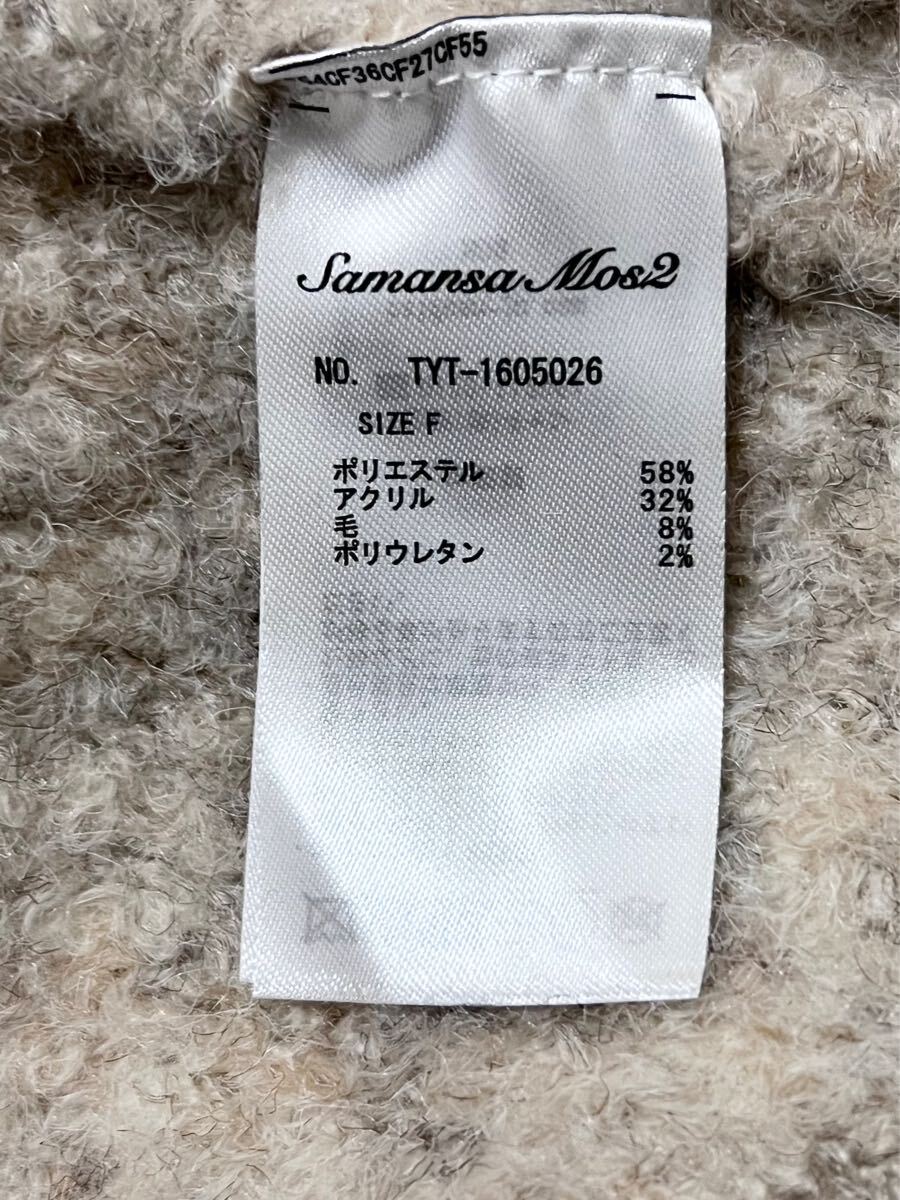 CF36CF27CF55
Samansa Mos2
NO. TYT-1605026
SIZE F
ポリエステル 58%
アクリル 32%
毛 8%
ポリウレタン 2%